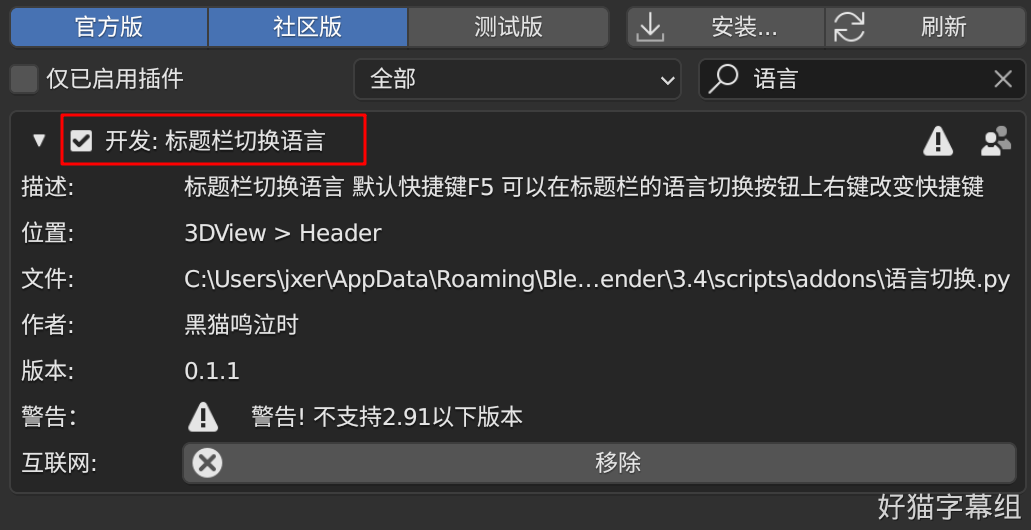 官方版 社区版 测试版 安装... 刷新
仅已启用插件 全部 语言
开发: 标题栏切换语言
描述: 标题栏切换语言 默认快捷键F5 可以在标题栏的语言切换按钮上右键改变快捷键
位置: 3DView > Header
文件: C:\Users\jxer\AppData\Roaming\Ble...ender\3.4\scripts\addons\语言切换.py
作者: 黑猫鸣泣时
版本: 0.1.1
警告: 警告! 不支持2.91以下版本
互联网: 移除
好猫字幕组